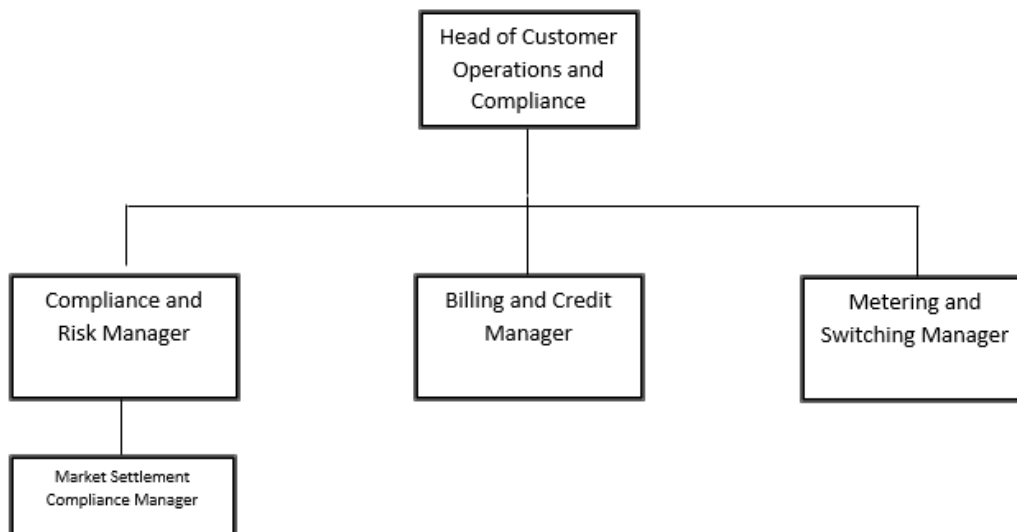 Head of Customer
Operations and
Compliance
Compliance and
Risk Manager
Billing and Credit
Manager
Metering and
Switching Manager
Market Settlement
Compliance Manager